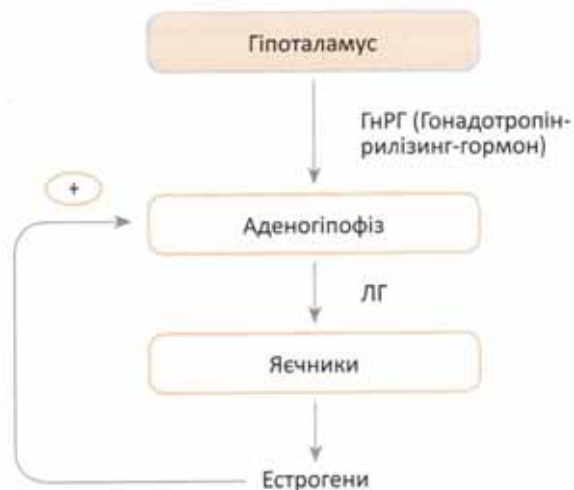 Гіпоталамус
ГнРГ (Гонадотропін-
рилізинг-гормон)
+
Аденогіпофіз
ЛГ
Яєчники
Естрогени